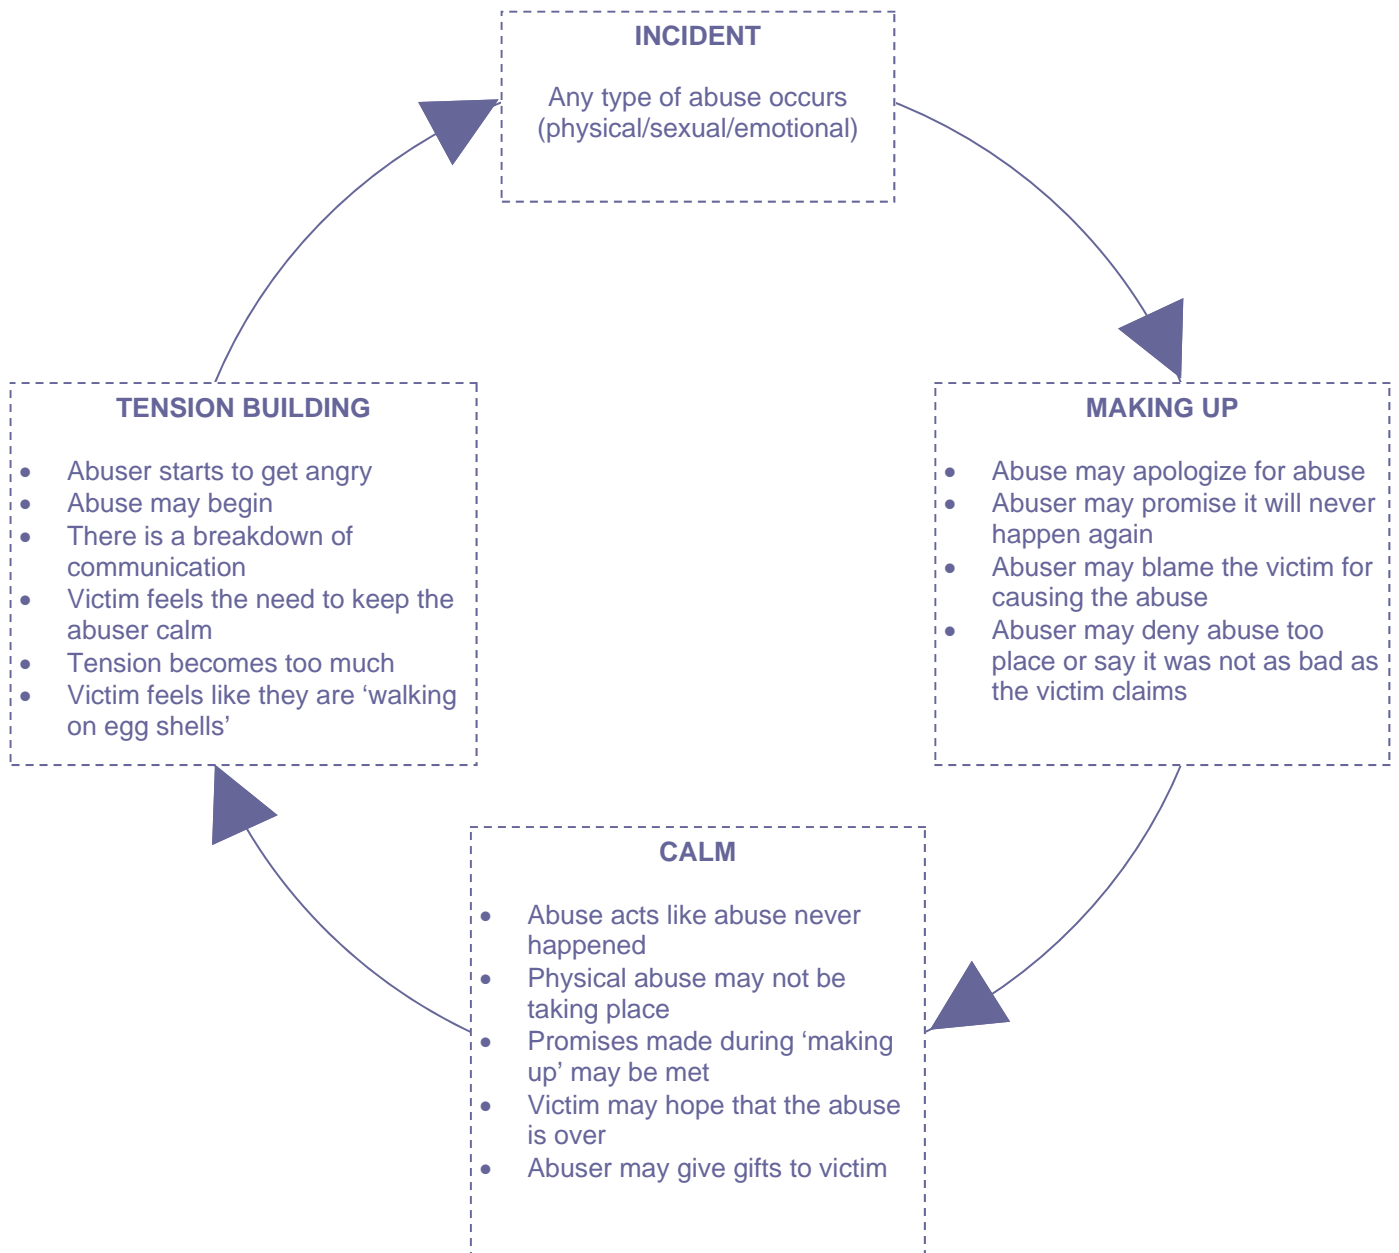 INCIDENT
Any type of abuse occurs
(physical/sexual/emotional)
TENSION BUILDING
• Abuser starts to get angry
• Abuse may begin
• There is a breakdown of
communication
• Victim feels the need to keep the
abuser calm
• Tension becomes too much
• Victim feels like they are ‘walking
on egg shells’
MAKING UP
• Abuse may apologize for abuse
• Abuser may promise it will never
happen again
• Abuser may blame the victim for
causing the abuse
• Abuser may deny abuse too
place or say it was not as bad as
the victim claims
CALM
• Abuse acts like abuse never
happened
• Physical abuse may not be
taking place
• Promises made during ‘making
up’ may be met
• Victim may hope that the abuse
is over
• Abuser may give gifts to victim